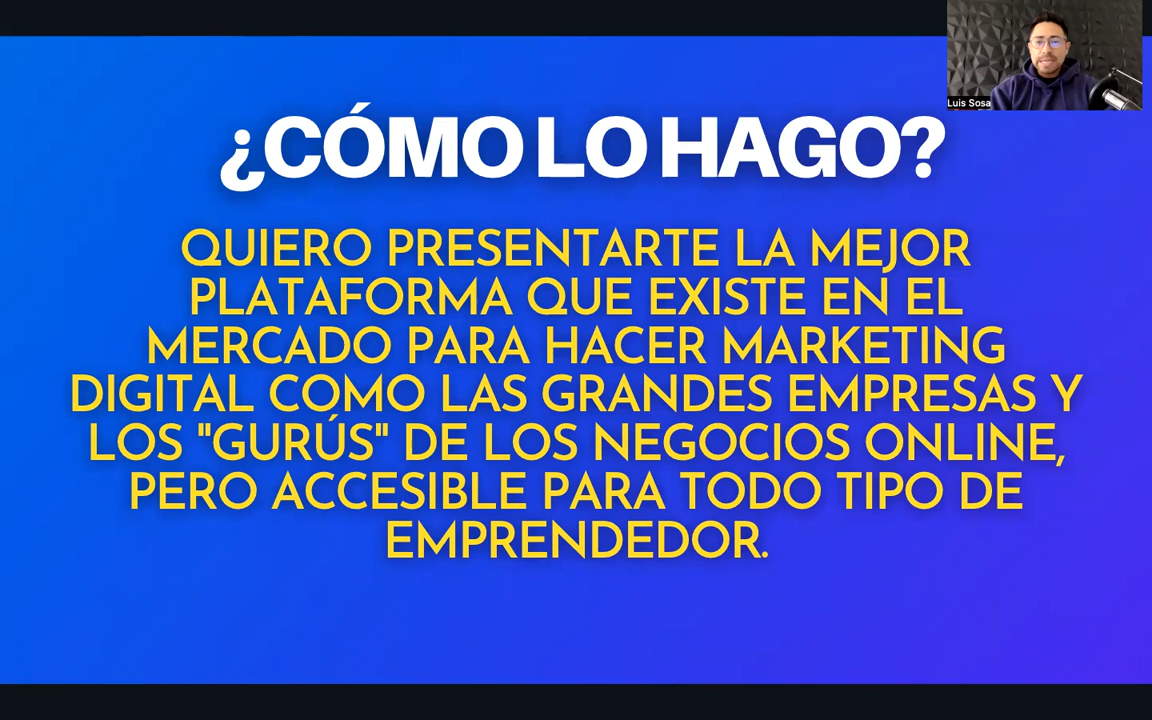 Luis Sosa
¿CÓMO LO HAGO?
QUIERO PRESENTARTE LA MEJOR
PLATAFORMA QUE EXISTE EN EL
MERCADO PARA HACER MARKETING
DIGITAL COMO LAS GRANDES EMPRESAS Y
LOS "GURÚS" DE LOS NEGOCIOS ONLINE,
PERO ACCESIBLE PARA TODO TIPO DE
EMPRENDEDOR.